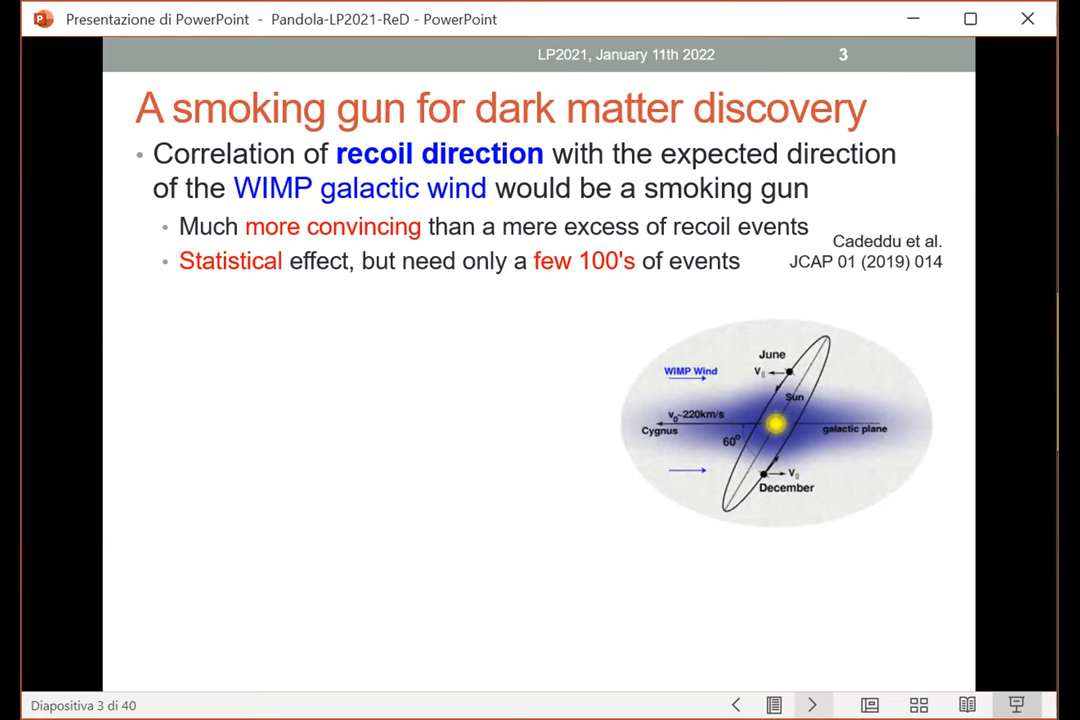 Presentazione di PowerPoint - Pandola-LP2021-ReD - PowerPoint
LP2021, January 11th 2022
3
A smoking gun for dark matter discovery
• Correlation of recoil direction with the expected direction
of the WIMP galactic wind would be a smoking gun
• Much more convincing than a mere excess of recoil events
• Statistical effect, but need only a few 100's of events
Cadeddu et al.
JCAP 01 (2019) 014
June
WIMP Wind
V||
Sun
v0~220km/s
Cygnus
galactic plane
60°
V||
December
Diapositiva 3 di 40